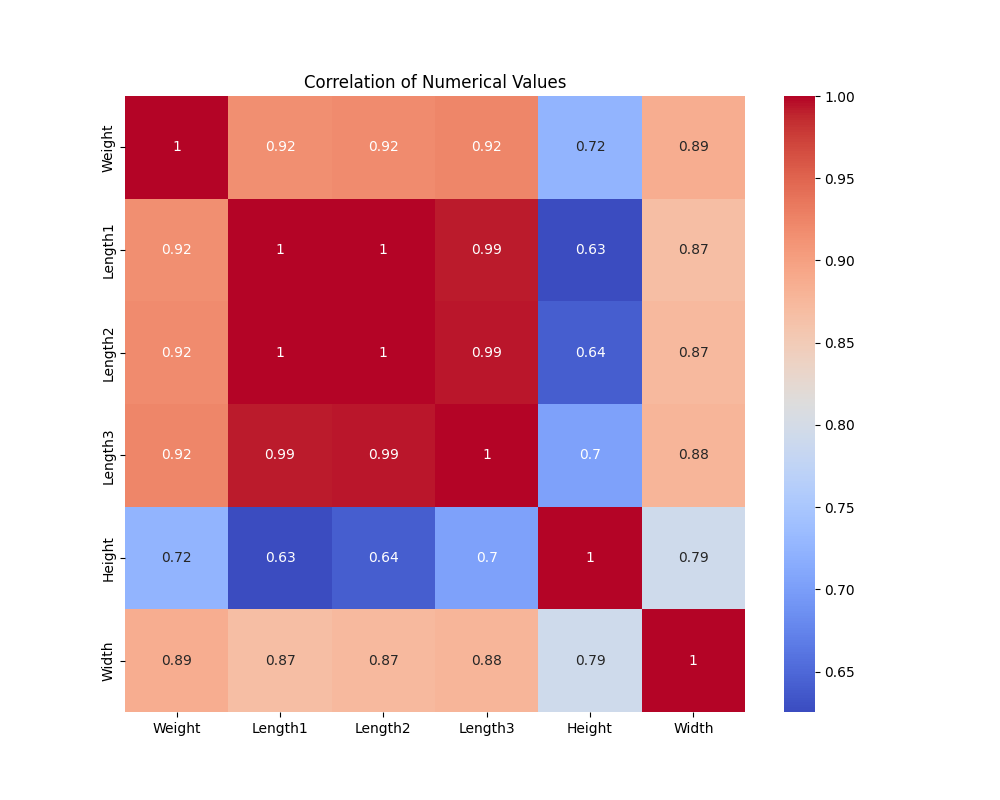 Correlation of Numerical Values
Weight 1 0.92 0.92 0.92 0.72 0.89 1.00
Length1 0.92 1 1 0.99 0.63 0.87 0.95
Length2 0.92 1 1 0.99 0.64 0.87 0.90
Length3 0.92 0.99 0.99 1 0.7 0.88 0.85
Height 0.72 0.63 0.64 0.7 1 0.79 0.80
Width 0.89 0.87 0.87 0.88 0.79 1 0.75
0.70
0.65
Weight Length1 Length2 Length3 Height Width